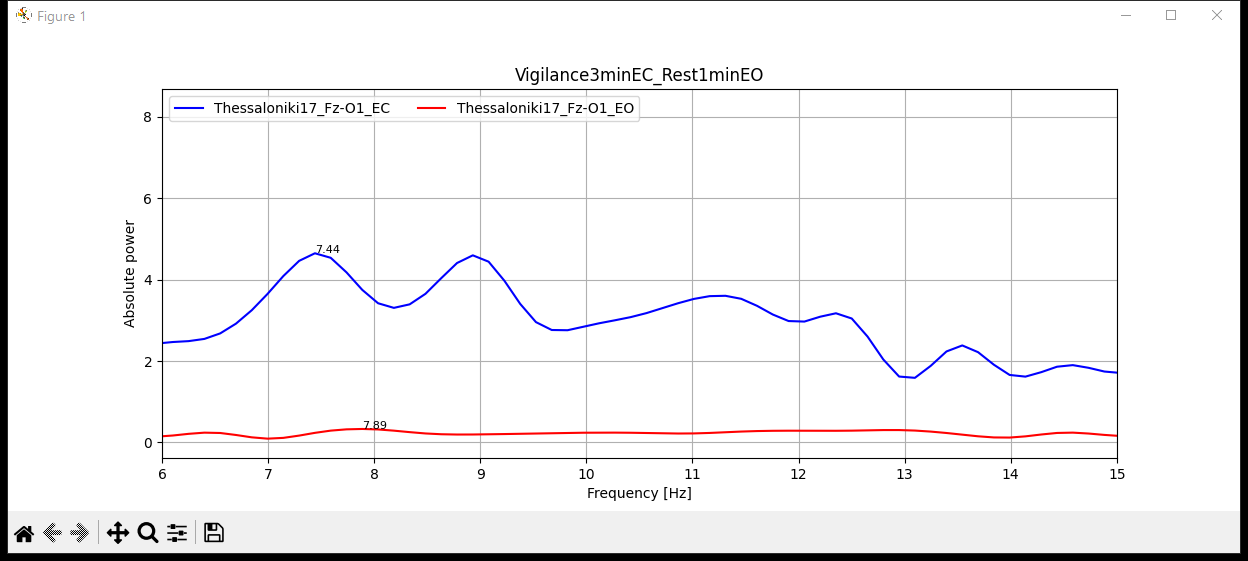 Figure 1
Vigilance3minEC_Rest1minEO
Thessaloniki17_Fz-O1_EC Thessaloniki17_Fz-O1_EO
8
6
4
2
0
Absolute power
7.44
7.89
6 7 8 9 10 11 12 13 14 15
Frequency [Hz]